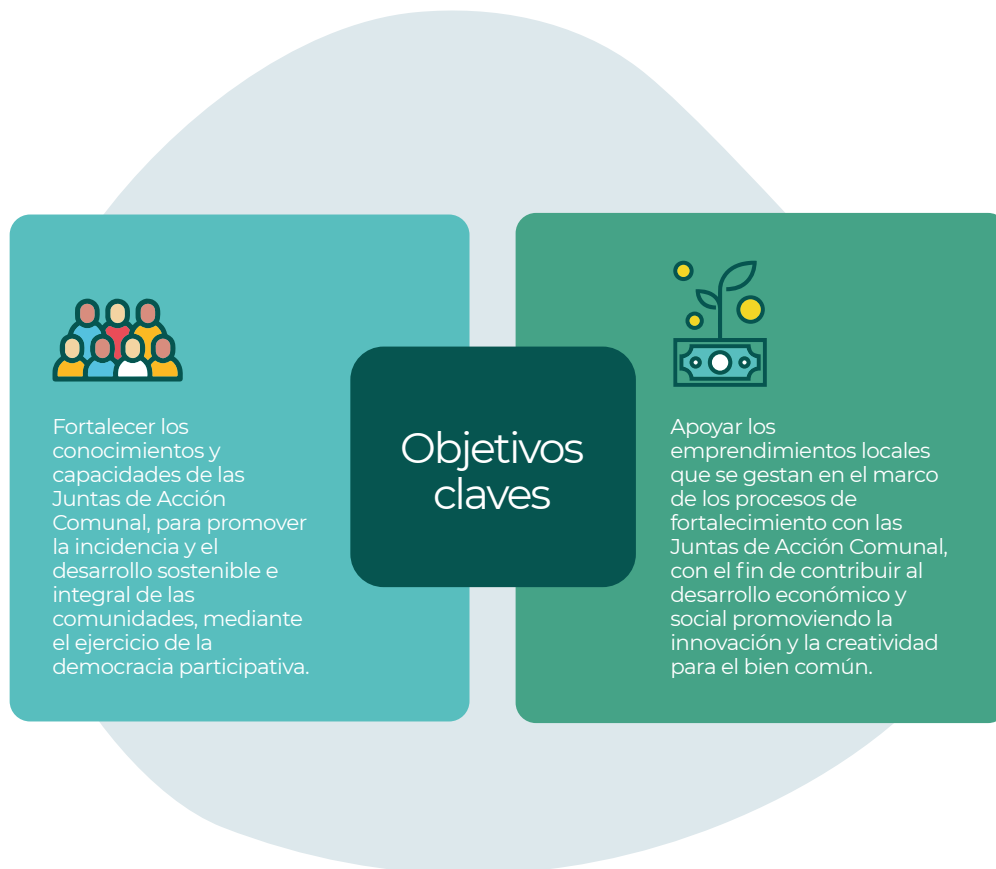 Objetivos
claves
Fortalecer los
conocimientos y
capacidades de las
Juntas de Acción
Comunal, para promover
la incidencia y el
desarrollo sostenible e
integral de las
comunidades, mediante
el ejercicio de la
democracia participativa.
Apoyar los
emprendimientos locales
que se gestan en el marco
de los procesos de
fortalecimiento con las
Juntas de Acción Comunal,
con el fin de contribuir al
desarrollo económico y
social promoviendo la
innovación y la creatividad
para el bien común.